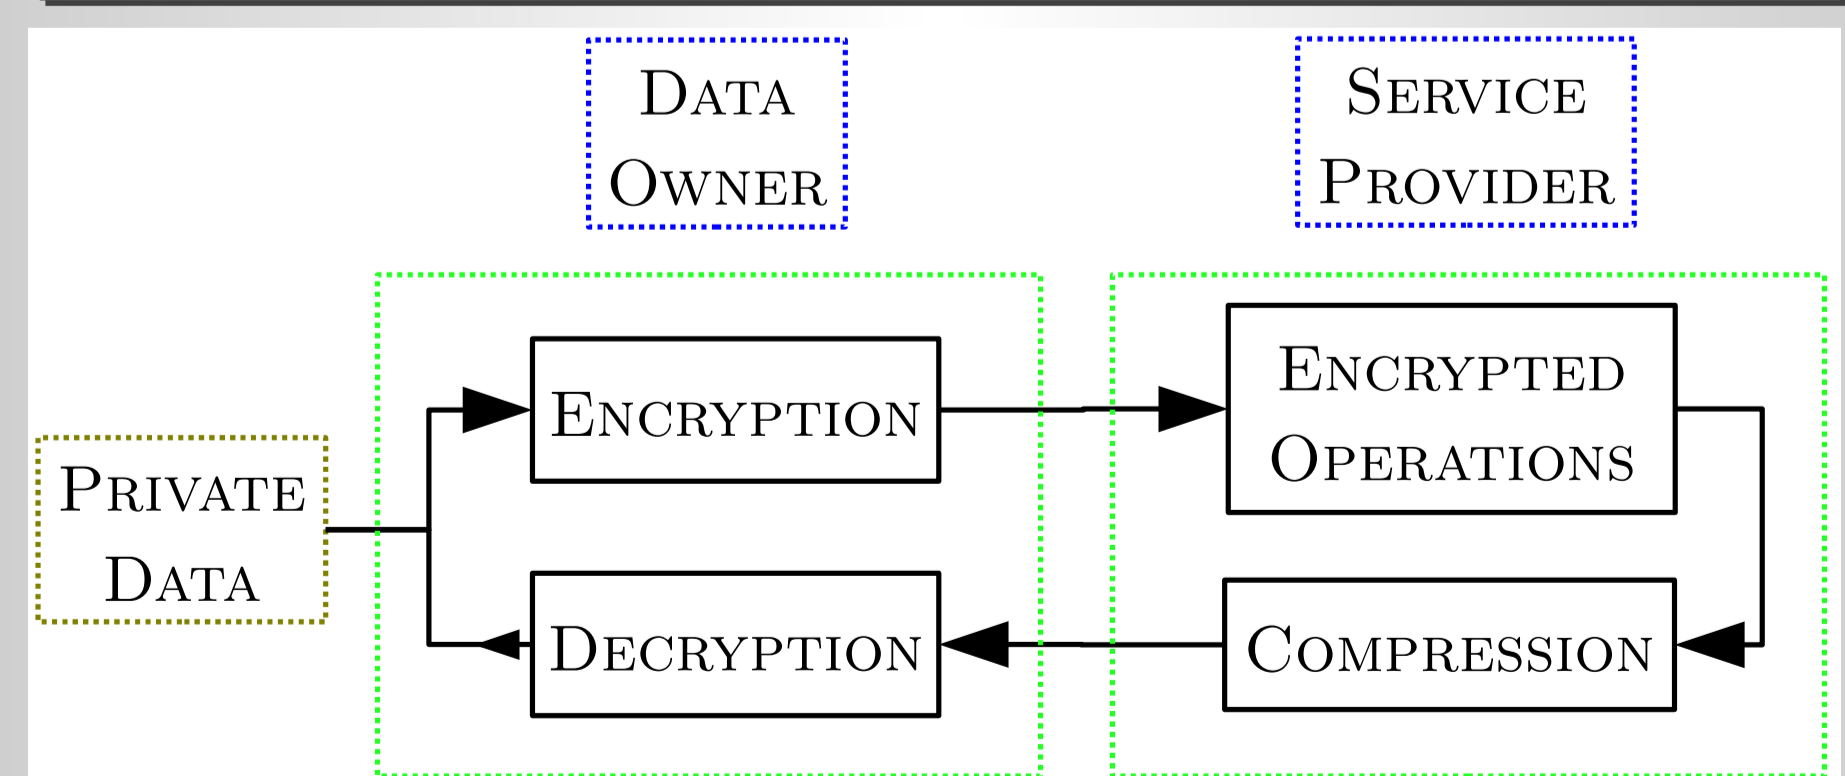 Data
Owner
Service
Provider
Encryption
Encrypted
Operations
Private
Data
Decryption
Compression